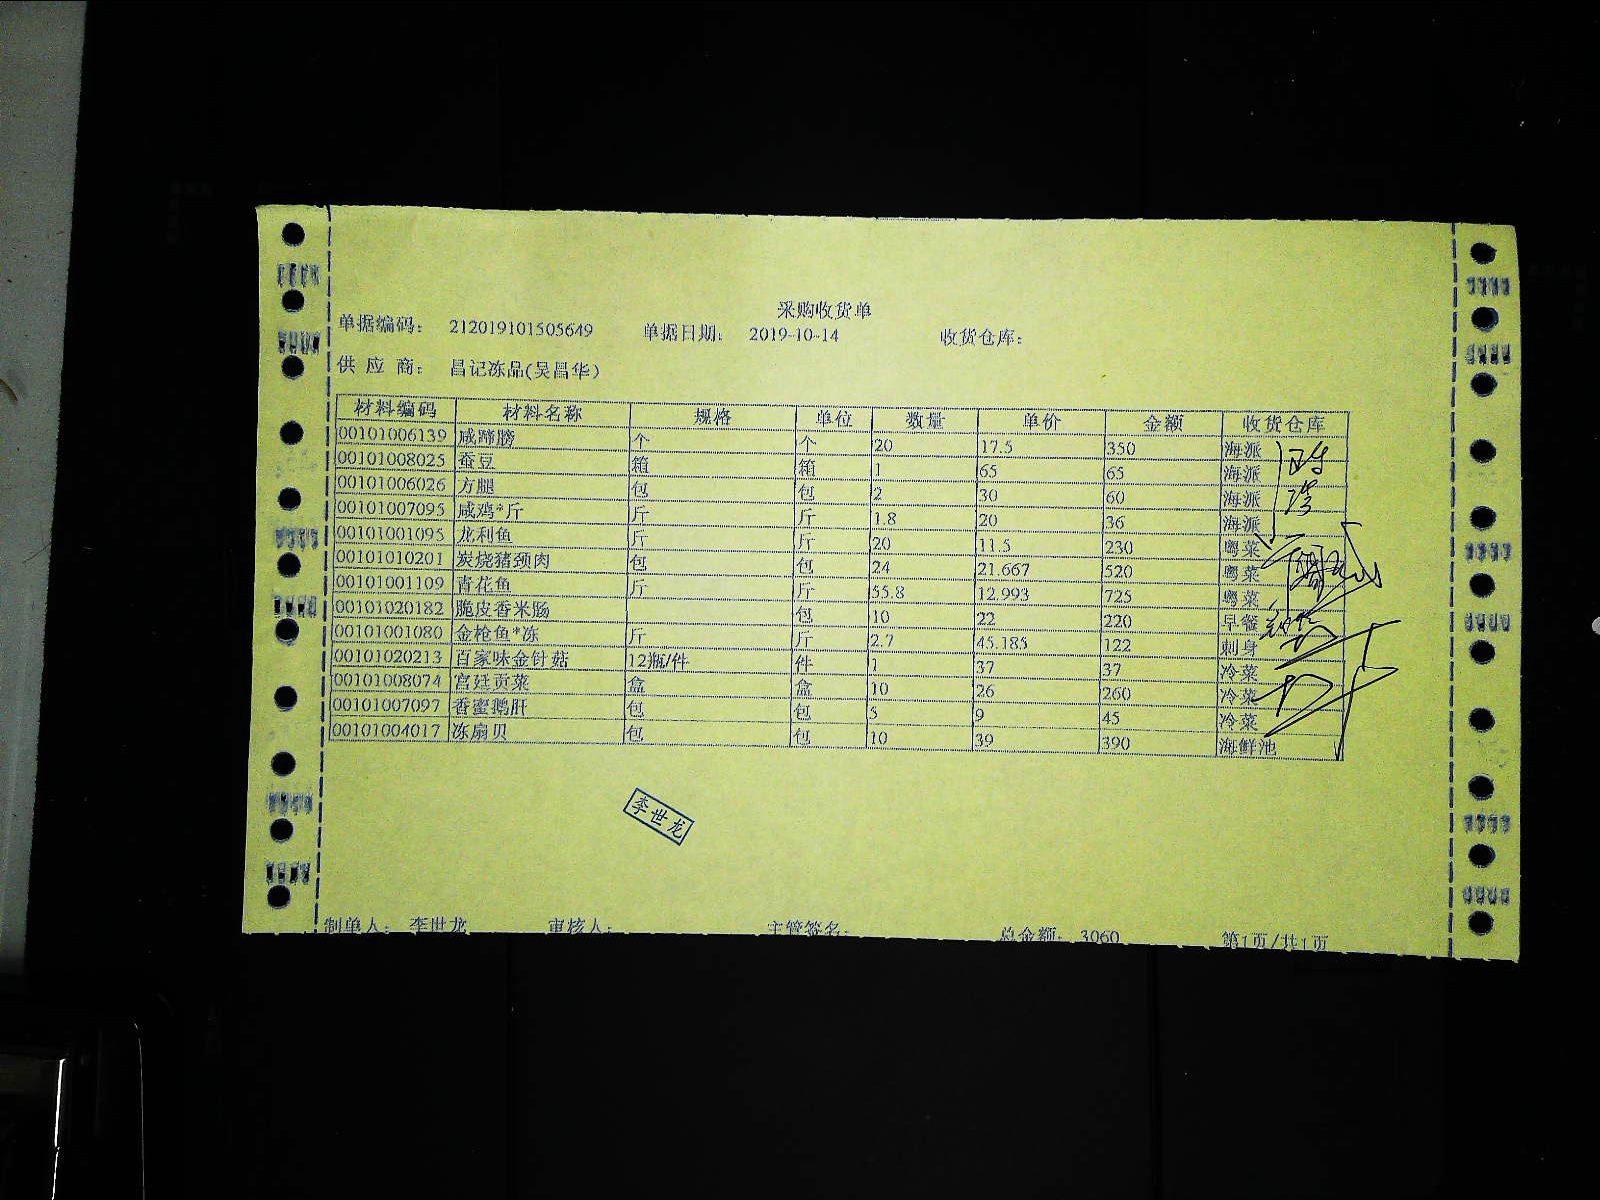 采购收货单
单据编码: 212019101505649 单据日期: 2019-10-14 收货仓库:
供 应 商: 昌记冻品(吴昌华)
材料编码 材料名称 规格 单位 数量 单价 金额 收货仓库
00101006139 咸蹄膀 个 个 20 17.5 350 海派
00101008025 蚕豆 箱 箱 1 65 65 海派
00101006026 方腿 包 包 2 30 60 海派
00101007095 咸鸡*斤 斤 斤 1.8 20 36 海派
00101001095 龙利鱼 斤 斤 20 11.5 230 粤菜
00101010201 炭烧猪颈肉 包 包 24 21.667 520 粤菜
00101001109 青花鱼 斤 斤 55.8 12.993 725 粤菜
00101020182 脆皮香米肠 包 10 22 220 早餐
00101001080 金枪鱼*冻 斤 斤 2.7 45.185 122 刺身
00101020213 百家味金针菇 12瓶/件 件 1 37 37 冷菜
00101008074 宫廷贡菜 盒 盒 10 26 260 冷菜
00101007097 香蜜鹅肝 包 包 5 9 45 冷菜
00101004017 冻扇贝 包 包 10 39 390 海鲜池
李世龙
制单人: 李世龙 审核人: 主管签名: 总金额: 3060 第1页/共1页